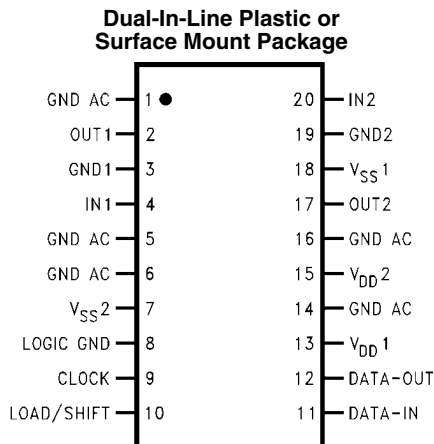 Dual-In-Line Plastic or
Surface Mount Package
GND AC 1 20 IN2
OUT1 2 19 GND2
GND1 3 18 VSS1
IN1 4 17 OUT2
GND AC 5 16 GND AC
GND AC 6 15 VDD2
VSS2 7 14 GND AC
LOGIC GND 8 13 VDD1
CLOCK 9 12 DATA-OUT
LOAD/SHIFT 10 11 DATA-IN